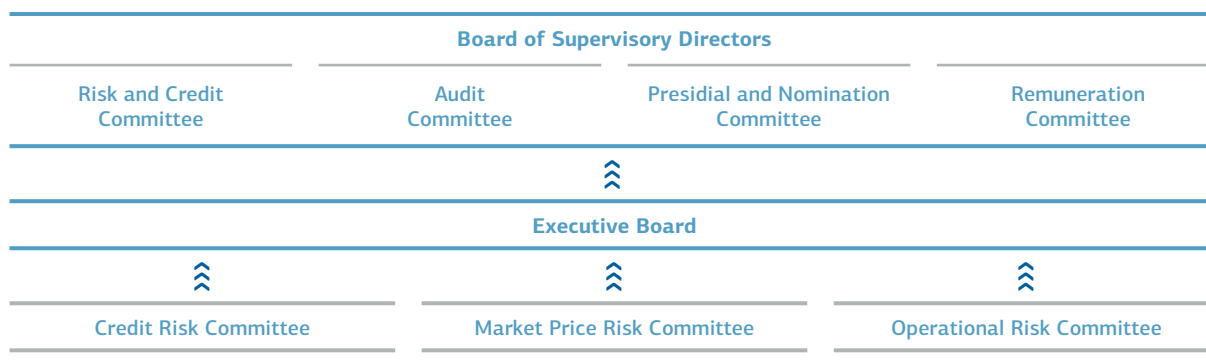 Board of Supervisory Directors
Risk and Credit
Committee
Audit
Committee
Presidial and Nomination
Committee
Remuneration
Committee
Executive Board
Credit Risk Committee
Market Price Risk Committee
Operational Risk Committee